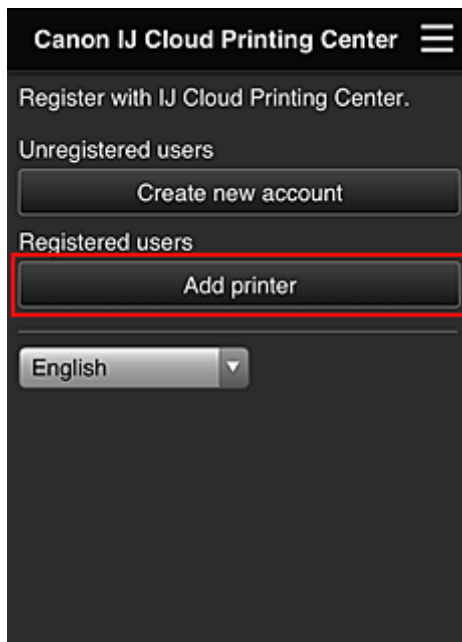 Canon IJ Cloud Printing Center
Register with IJ Cloud Printing Center.
Unregistered users
Create new account
Registered users
Add printer
English